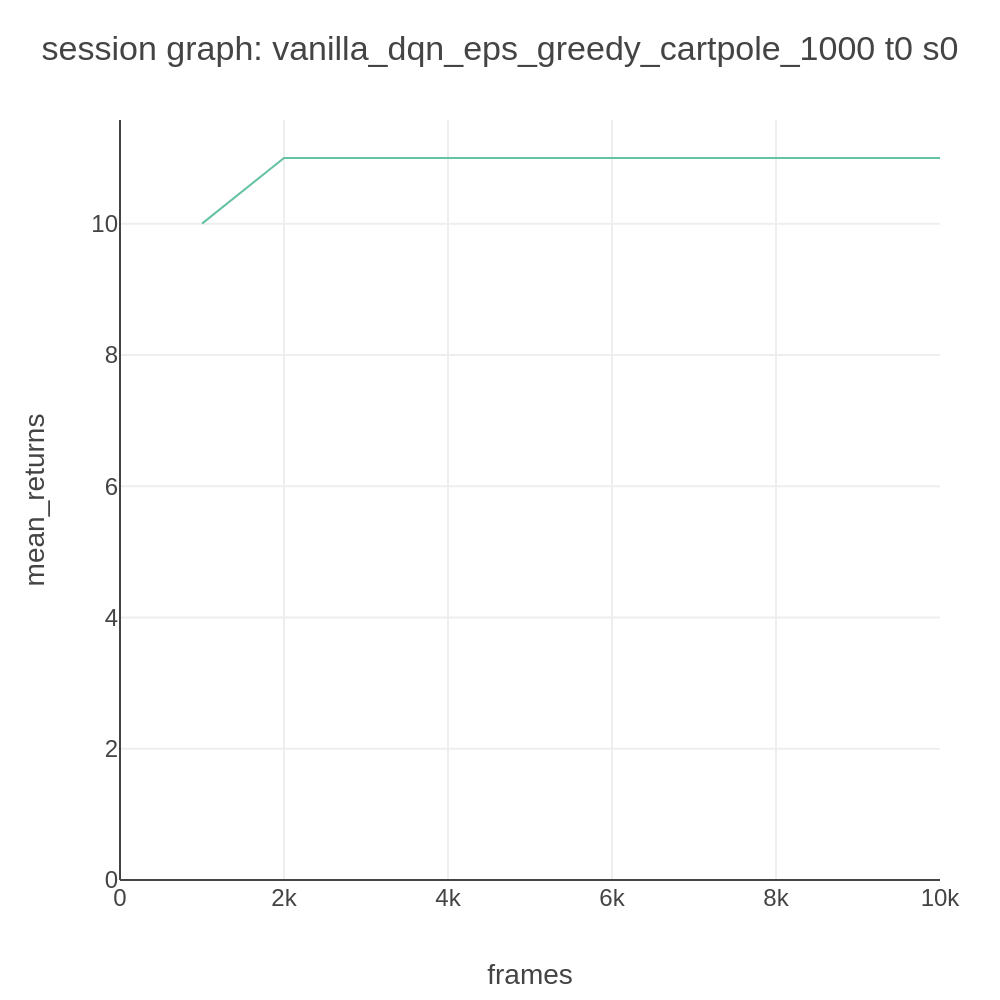 session graph: vanilla_dqn_eps_greedy_cartpole_1000 t0 s0
10
8
6
4
2
0
mean_returns
0 2k 4k 6k 8k 10k
frames